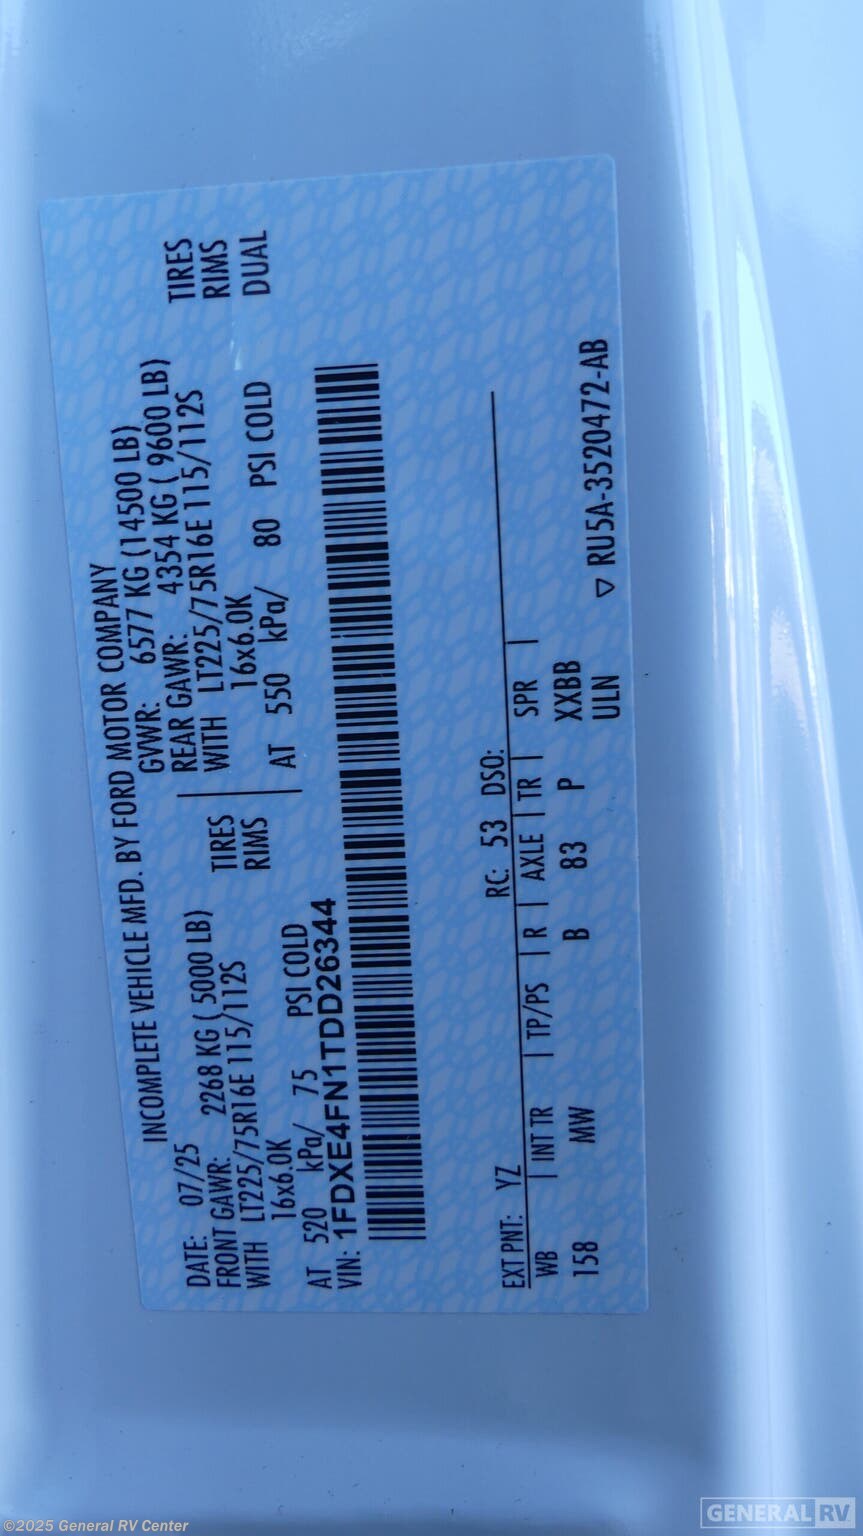 INCOMPLETE VEHICLE MFD. BY FORD MOTOR COMPANY
DATE: 07/25 GVWR: 6577 KG (14500 LB)
FRONT GAWR: 2268 KG ( 5000 LB) REAR GAWR: 4354 KG ( 9600 LB)
WITH LT225/75R16E 115/112S TIRES WITH LT225/75R16E 115/112S TIRES
16x6.0K RIMS 16x6.0K RIMS
AT 520 kPa/ 75 PSI COLD AT 550 kPa/ 80 PSI COLD DUAL
VIN: 1FDXE4FN1TDD26344
EXT PNT: YZ RC: 53 DSO:
WB | INT TR | TP/PS | R | AXLE | TR | SPR |
158 MW B 83 P XXBB
ULN
▽ RU5A-3520472-AB
©2025 General RV Center
GENERAL RV